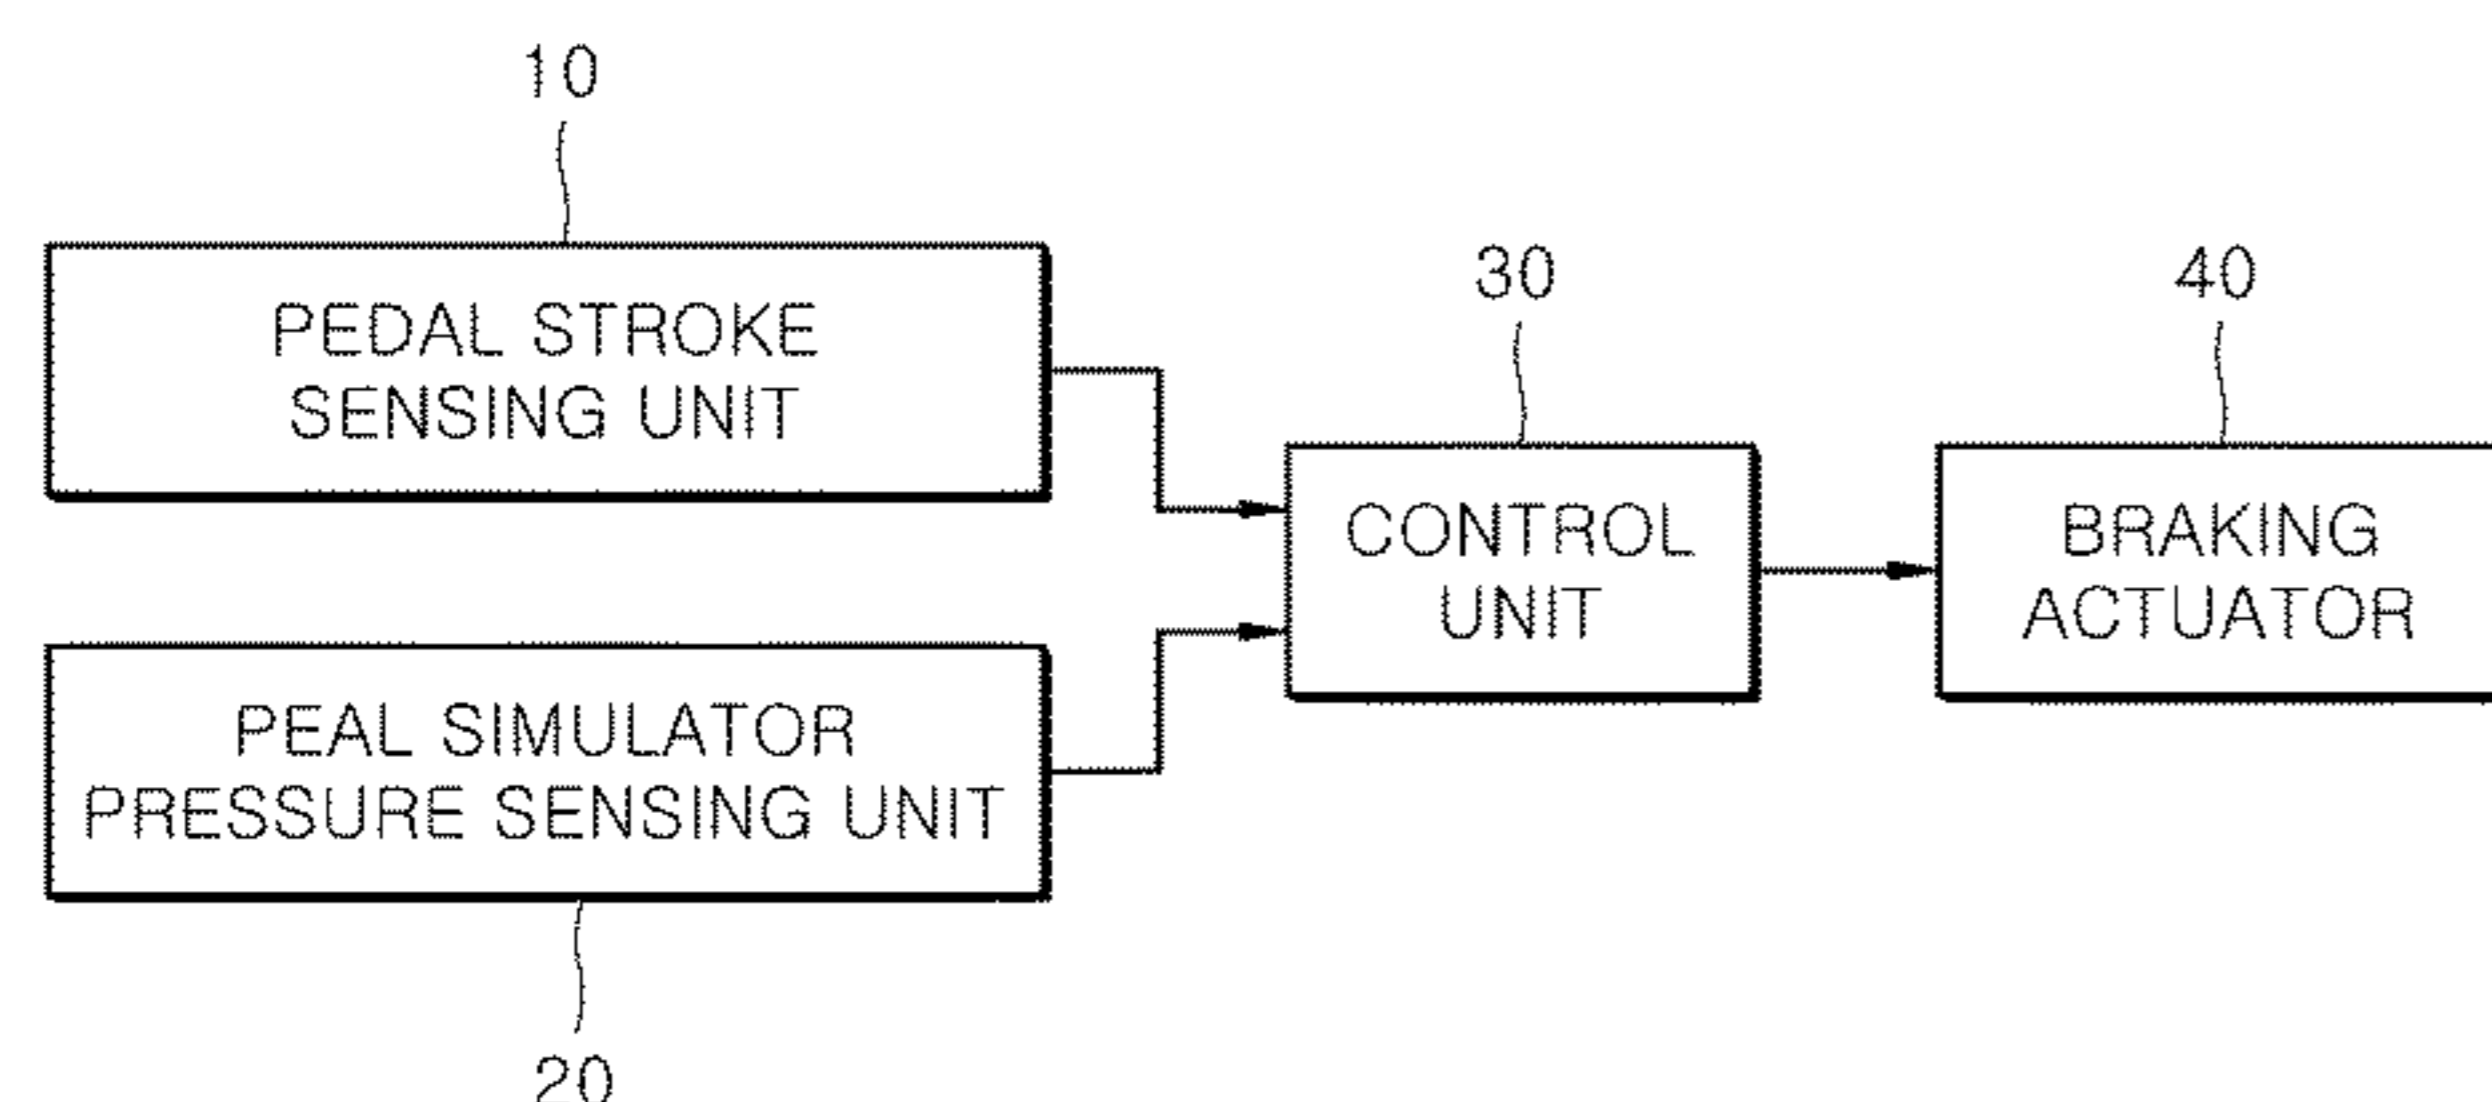 10
PEDAL STROKE
SENSING UNIT
30
CONTROL
UNIT
40
BRAKING
ACTUATOR
PEAL SIMULATOR
PRESSURE SENSING UNIT
20